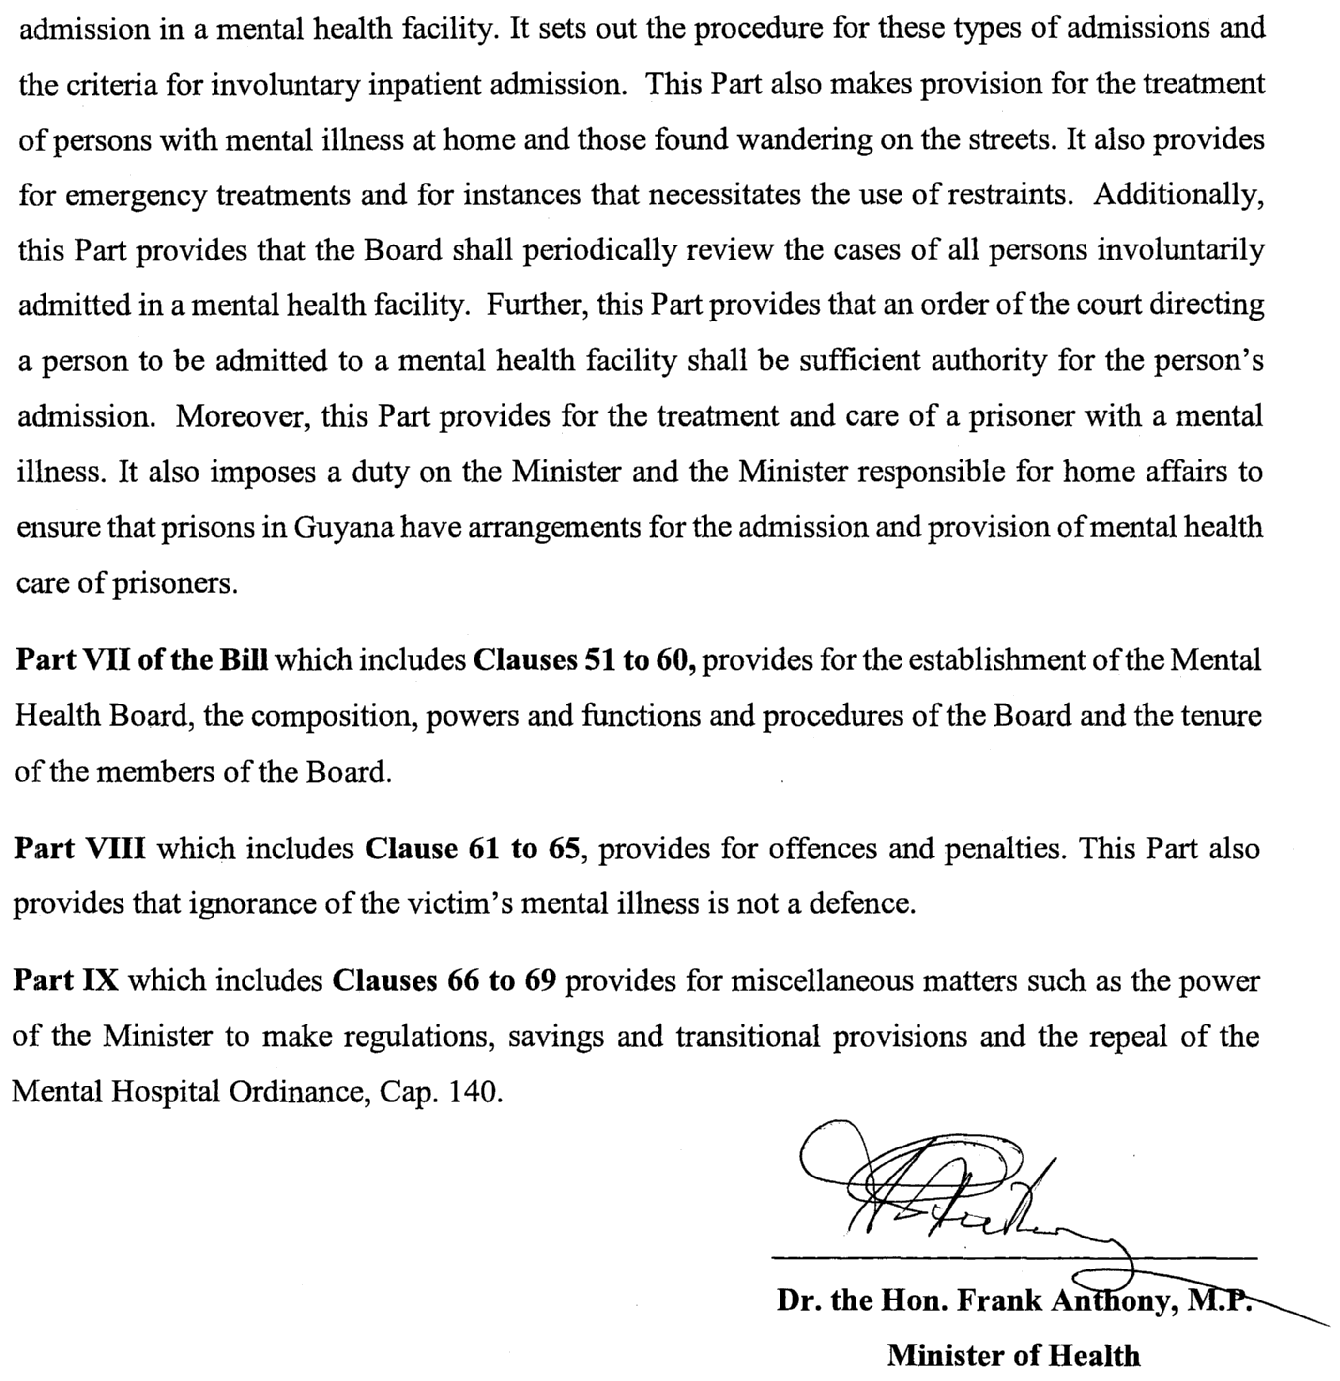 admission in a mental health facility. It sets out the procedure for these types of admissions and
the criteria for involuntary inpatient admission. This Part also makes provision for the treatment
of persons with mental illness at home and those found wandering on the streets. It also provides
for emergency treatments and for instances that necessitates the use of restraints. Additionally,
this Part provides that the Board shall periodically review the cases of all persons involuntarily
admitted in a mental health facility. Further, this Part provides that an order of the court directing
a person to be admitted to a mental health facility shall be sufficient authority for the person's
admission. Moreover, this Part provides for the treatment and care of a prisoner with a mental
illness. It also imposes a duty on the Minister and the Minister responsible for home affairs to
ensure that prisons in Guyana have arrangements for the admission and provision of mental health
care of prisoners.
Part VII of the Bill which includes Clauses 51 to 60, provides for the establishment of the Mental
Health Board, the composition, powers and functions and procedures of the Board and the tenure
of the members of the Board.
Part VIII which includes Clause 61 to 65, provides for offences and penalties. This Part also
provides that ignorance of the victim's mental illness is not a defence.
Part IX which includes Clauses 66 to 69 provides for miscellaneous matters such as the power
of the Minister to make regulations, savings and transitional provisions and the repeal of the
Mental Hospital Ordinance, Cap. 140.
Dr. the Hon. Frank Anthony, M.P.
Minister of Health